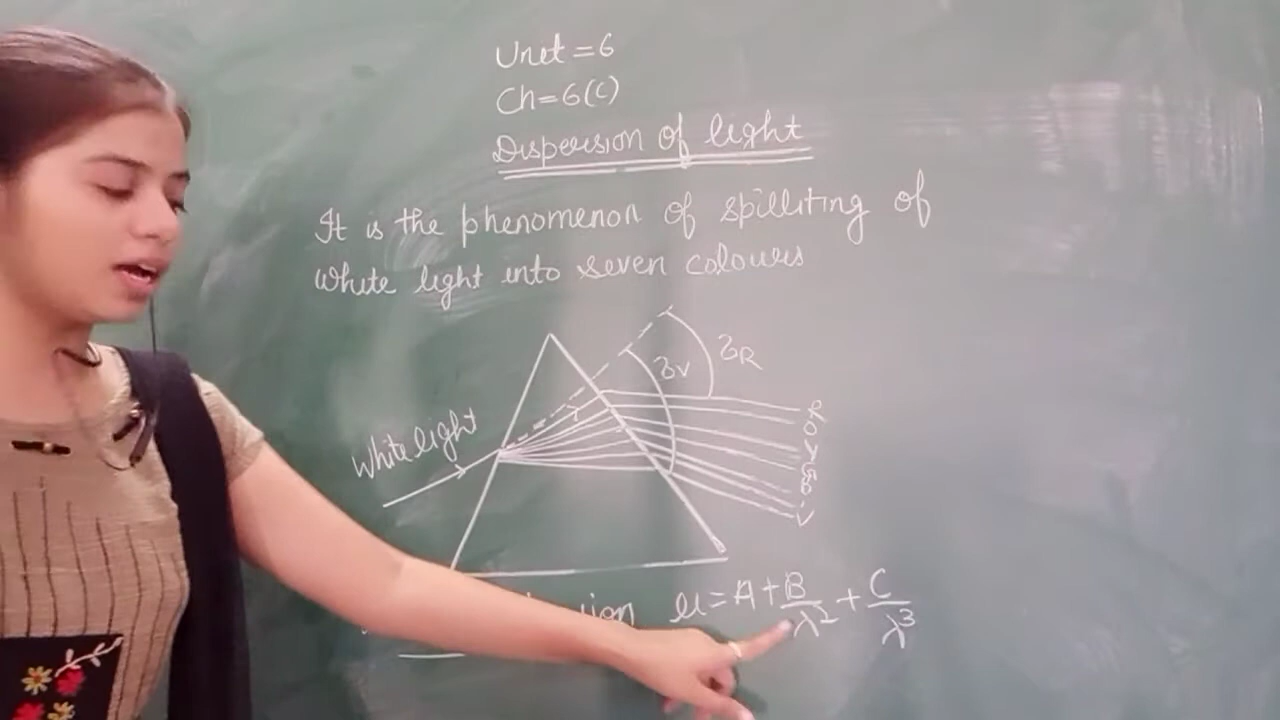 Unit = 6
Ch = 6(C)
Dispersion of light
It is the phenomenon of spilliting of
white light into seven colours
δV
δR
White light
R
O
Y
G
B
I
V
μ = A + B/λ² + C/λ³